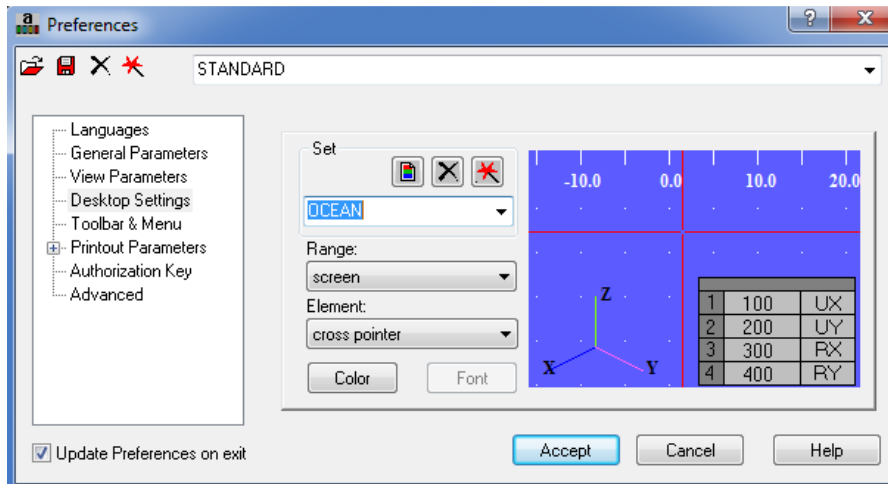 Preferences
STANDARD
Languages
General Parameters
View Parameters
Desktop Settings
Toolbar & Menu
Printout Parameters
Authorization Key
Advanced
Set
OCEAN
Range:
screen
Element:
cross pointer
Color Font
-10.0 0.0 10.0 20.0
Z
X Y
1 100 UX
2 200 UY
3 300 RX
4 400 RY
Update Preferences on exit
Accept Cancel Help